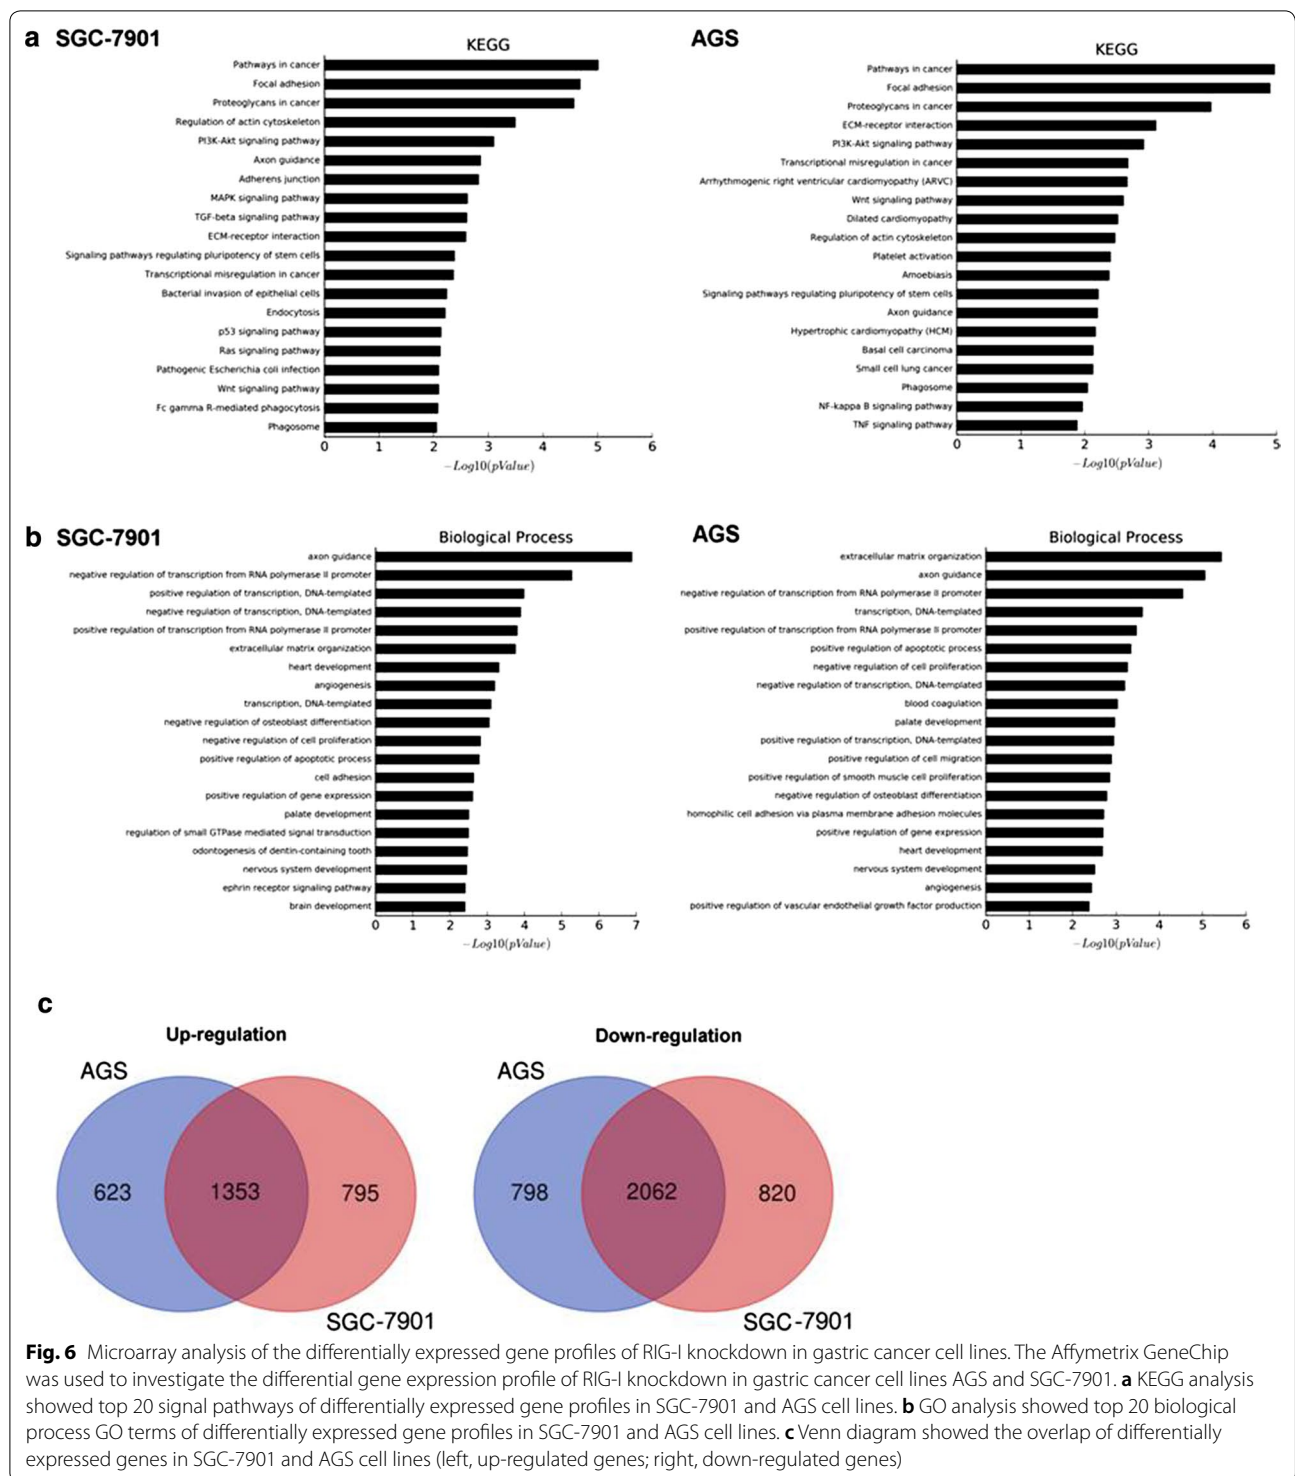 a SGC-7901
KEGG
Pathways in cancer
Focal adhesion
Proteoglycans in cancer
Regulation of actin cytoskeleton
PI3K-Akt signaling pathway
Axon guidance
Adherens junction
MAPK signaling pathway
TGF-beta signaling pathway
ECM-receptor interaction
Signaling pathways regulating pluripotency of stem cells
Transcriptional misregulation in cancer
Bacterial invasion of epithelial cells
Endocytosis
p53 signaling pathway
Ras signaling pathway
Pathogenic Escherichia coli infection
Wnt signaling pathway
Fc gamma R-mediated phagocytosis
Phagosome
0 1 2 3 4 5 6
−Log10(pValue)
AGS
KEGG
Pathways in cancer
Focal adhesion
Proteoglycans in cancer
ECM-receptor interaction
PI3K-Akt signaling pathway
Transcriptional misregulation in cancer
Arrhythmogenic right ventricular cardiomyopathy (ARVC)
Wnt signaling pathway
Dilated cardiomyopathy
Regulation of actin cytoskeleton
Platelet activation
Amoebiasis
Signaling pathways regulating pluripotency of stem cells
Axon guidance
Hypertrophic cardiomyopathy (HCM)
Basal cell carcinoma
Small cell lung cancer
Phagosome
NF-kappa B signaling pathway
TNF signaling pathway
0 1 2 3 4 5
−Log10(pValue)
b SGC-7901
Biological Process
axon guidance
negative regulation of transcription from RNA polymerase II promoter
positive regulation of transcription, DNA-templated
negative regulation of transcription, DNA-templated
positive regulation of transcription from RNA polymerase II promoter
extracellular matrix organization
heart development
angiogenesis
transcription, DNA-templated
negative regulation of osteoblast differentiation
negative regulation of cell proliferation
positive regulation of apoptotic process
cell adhesion
positive regulation of gene expression
palate development
regulation of small GTPase mediated signal transduction
odontogenesis of dentin-containing tooth
nervous system development
ephrin receptor signaling pathway
brain development
0 1 2 3 4 5 6 7
−Log10(pValue)
AGS
Biological Process
extracellular matrix organization
axon guidance
negative regulation of transcription from RNA polymerase II promoter
transcription, DNA-templated
positive regulation of transcription from RNA polymerase II promoter
positive regulation of apoptotic process
negative regulation of cell proliferation
negative regulation of transcription, DNA-templated
blood coagulation
palate development
positive regulation of transcription, DNA-templated
positive regulation of cell migration
positive regulation of smooth muscle cell proliferation
negative regulation of osteoblast differentiation
homophilic cell adhesion via plasma membrane adhesion molecules
positive regulation of gene expression
heart development
nervous system development
angiogenesis
positive regulation of vascular endothelial growth factor production
0 1 2 3 4 5 6
−Log10(pValue)
c
Up-regulation
AGS
623 1353 795
SGC-7901
Down-regulation
AGS
798 2062 820
SGC-7901
Fig. 6 Microarray analysis of the differentially expressed gene profiles of RIG-I knockdown in gastric cancer cell lines. The Affymetrix GeneChip
was used to investigate the differential gene expression profile of RIG-I knockdown in gastric cancer cell lines AGS and SGC-7901. a KEGG analysis
showed top 20 signal pathways of differentially expressed gene profiles in SGC-7901 and AGS cell lines. b GO analysis showed top 20 biological
process GO terms of differentially expressed gene profiles in SGC-7901 and AGS cell lines. c Venn diagram showed the overlap of differentially
expressed genes in SGC-7901 and AGS cell lines (left, up-regulated genes; right, down-regulated genes)